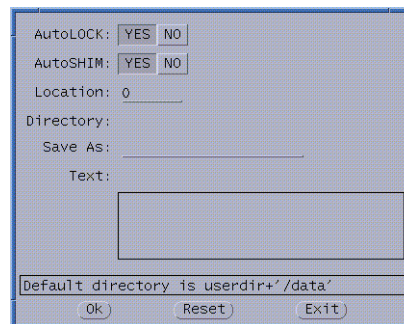 AutoLOCK: YES NO
AutoSHIM: YES NO
Location: 0
Directory:
Save As:
Text:
Default directory is userdir+'/data'
Ok Reset Exit